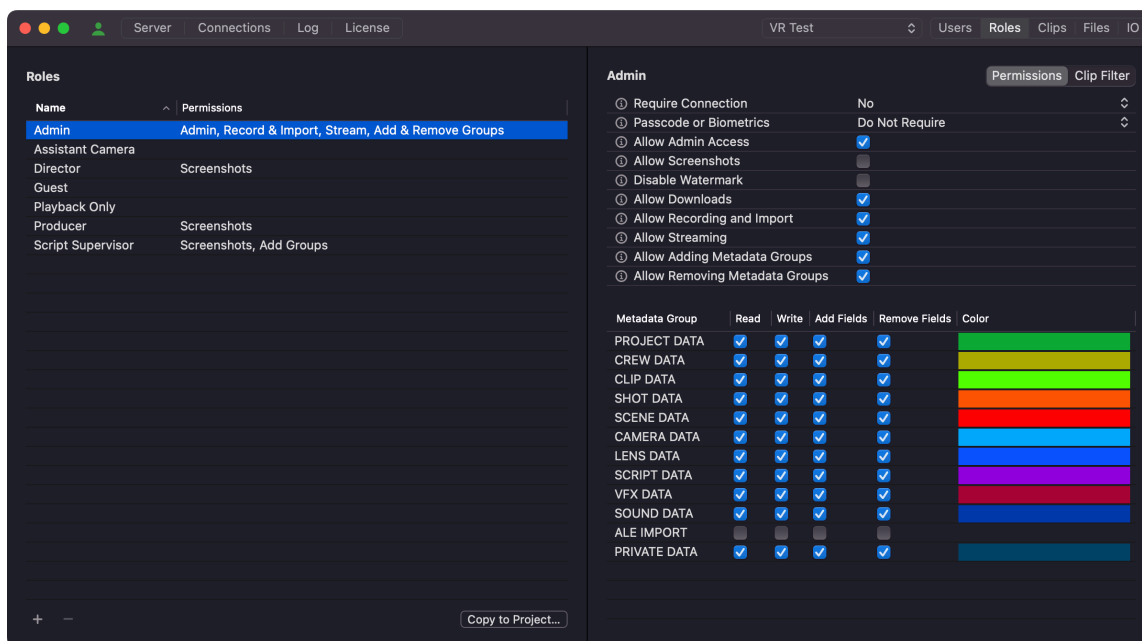 Server Connections Log License VR Test Users Roles Clips Files IO
Roles
Name Permissions
Admin Admin, Record & Import, Stream, Add & Remove Groups
Assistant Camera
Director Screenshots
Guest
Playback Only
Producer Screenshots
Script Supervisor Screenshots, Add Groups
+ − Copy to Project...
Admin Permissions Clip Filter
Require Connection No
Passcode or Biometrics Do Not Require
Allow Admin Access
Allow Screenshots
Disable Watermark
Allow Downloads
Allow Recording and Import
Allow Streaming
Allow Adding Metadata Groups
Allow Removing Metadata Groups
Metadata Group Read Write Add Fields Remove Fields Color
PROJECT DATA
CREW DATA
CLIP DATA
SHOT DATA
SCENE DATA
CAMERA DATA
LENS DATA
SCRIPT DATA
VFX DATA
SOUND DATA
ALE IMPORT
PRIVATE DATA